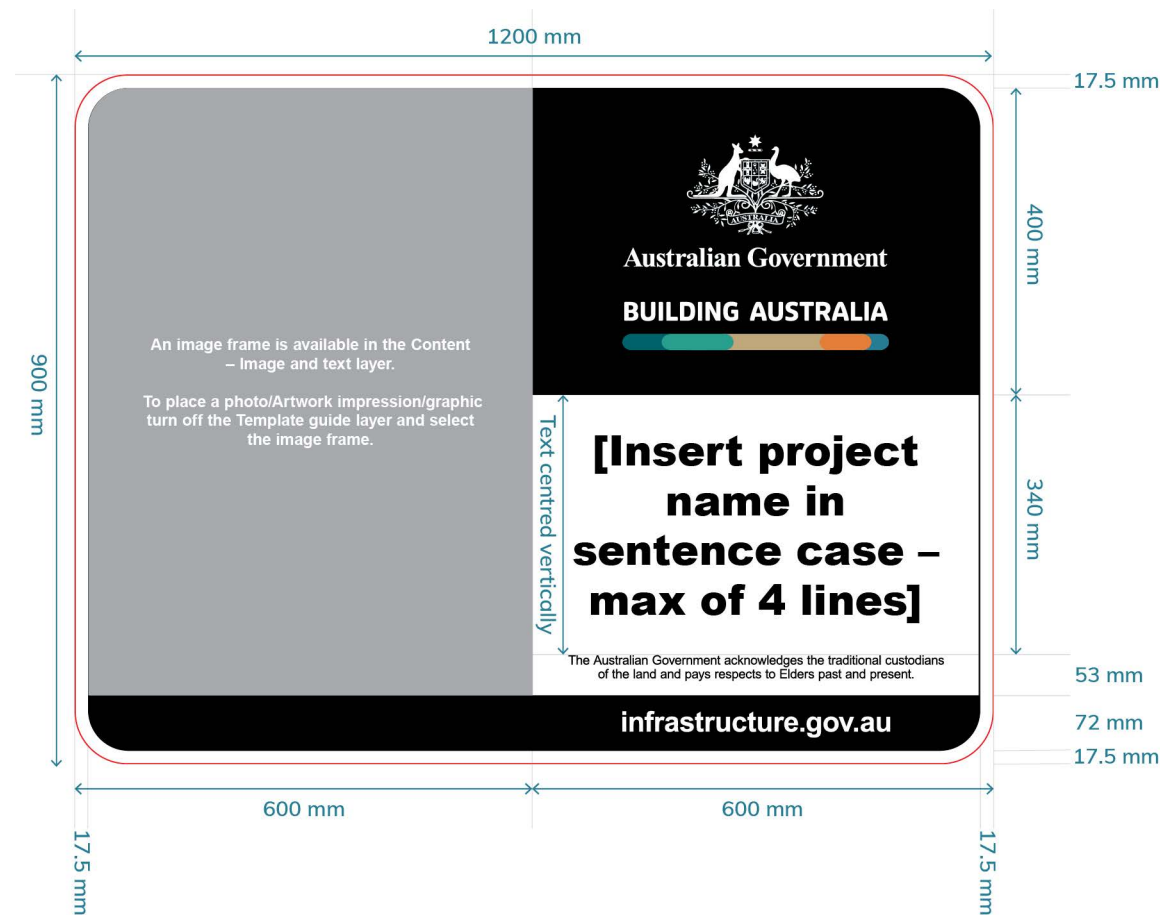 1200 mm
17.5 mm
900 mm
400 mm
AUSTRALIA
Australian Government
BUILDING AUSTRALIA
An image frame is available in the Content
– Image and text layer.
To place a photo/Artwork impression/graphic
turn off the Template guide layer and select
the image frame.
Text centred vertically
[Insert project
name in
sentence case –
max of 4 lines]
340 mm
The Australian Government acknowledges the traditional custodians
of the land and pays respects to Elders past and present.
53 mm
infrastructure.gov.au
72 mm
17.5 mm
600 mm
600 mm
17.5 mm
17.5 mm